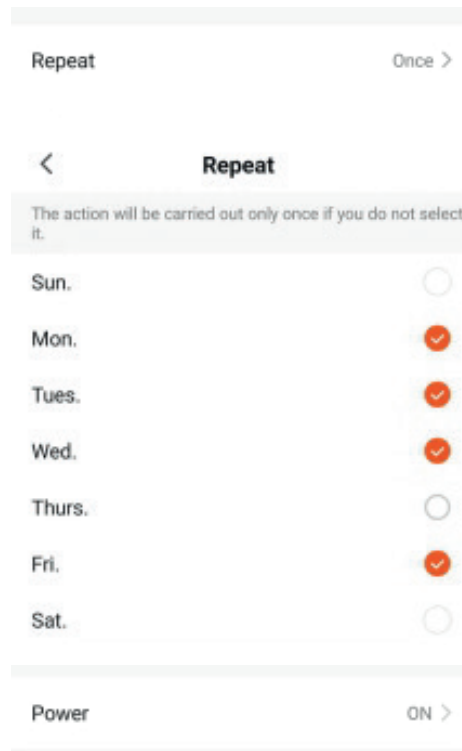 Repeat Once >
< Repeat
The action will be carried out only once if you do not select
it.
Sun.
Mon.
Tues.
Wed.
Thurs.
Fri.
Sat.
Power ON >